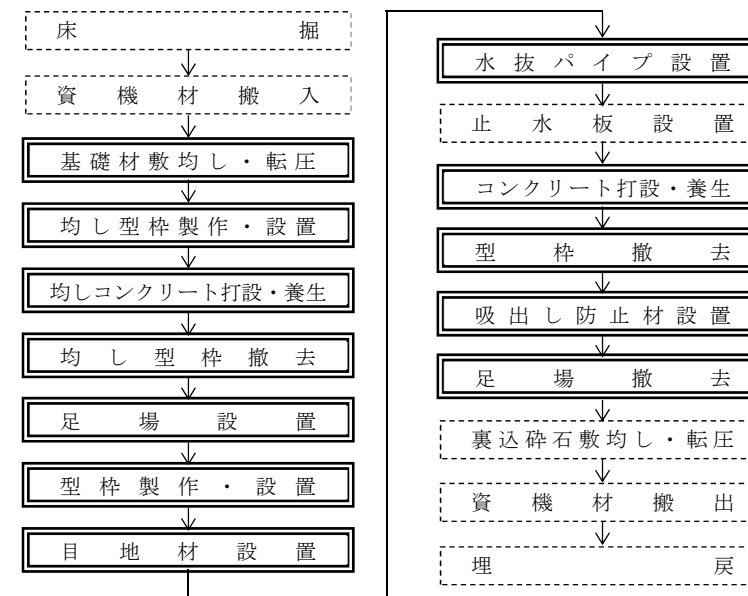 床掘
資機材搬入
基礎材敷均し・転圧
均し型枠製作・設置
均しコンクリート打設・養生
均し型枠撤去
足場設置
型枠製作・設置
目地材設置
水抜パイプ設置
止水板設置
コンクリート打設・養生
型枠撤去
吸出し防止材設置
足場撤去
裏込砕石敷均し・転圧
資機材搬出
埋戻